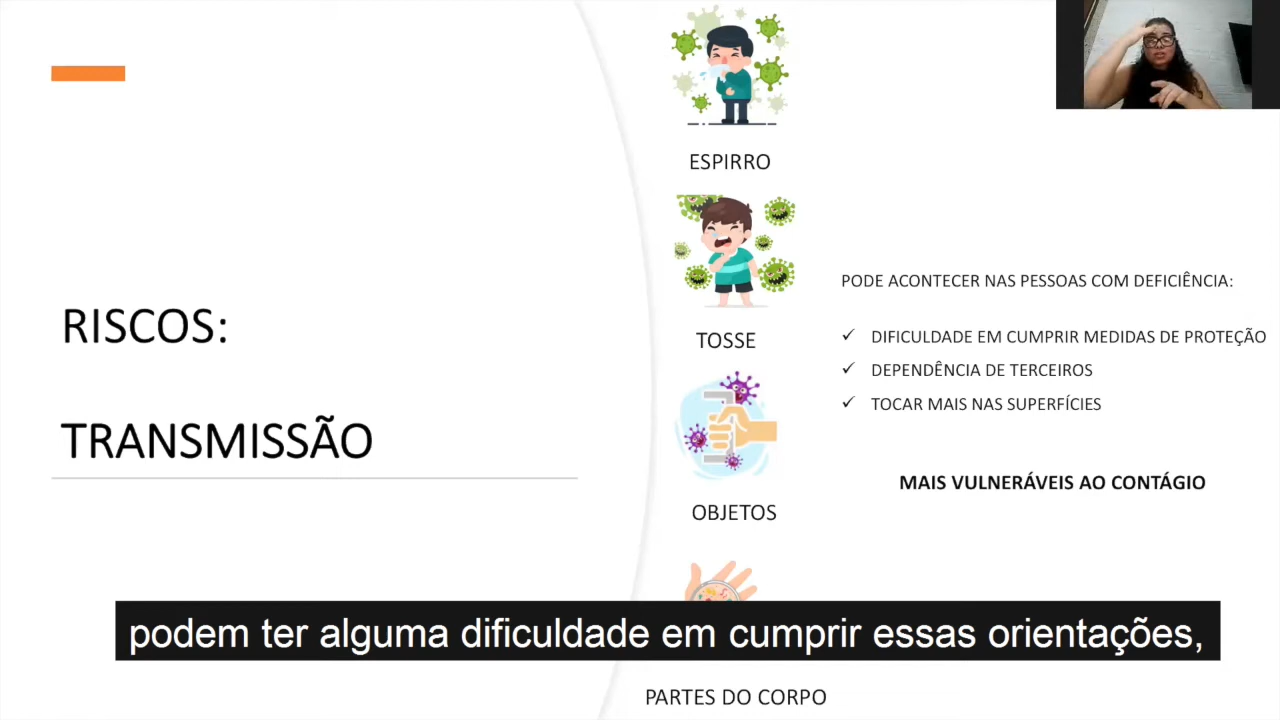 RISCOS:
TRANSMISSÃO
ESPIRRO
TOSSE
OBJETOS
PARTES DO CORPO
PODE ACONTECER NAS PESSOAS COM DEFICIÊNCIA:
✓ DIFICULDADE EM CUMPRIR MEDIDAS DE PROTEÇÃO
✓ DEPENDÊNCIA DE TERCEIROS
✓ TOCAR MAIS NAS SUPERFÍCIES
MAIS VULNERÁVEIS AO CONTÁGIO
podem ter alguma dificuldade em cumprir essas orientações,